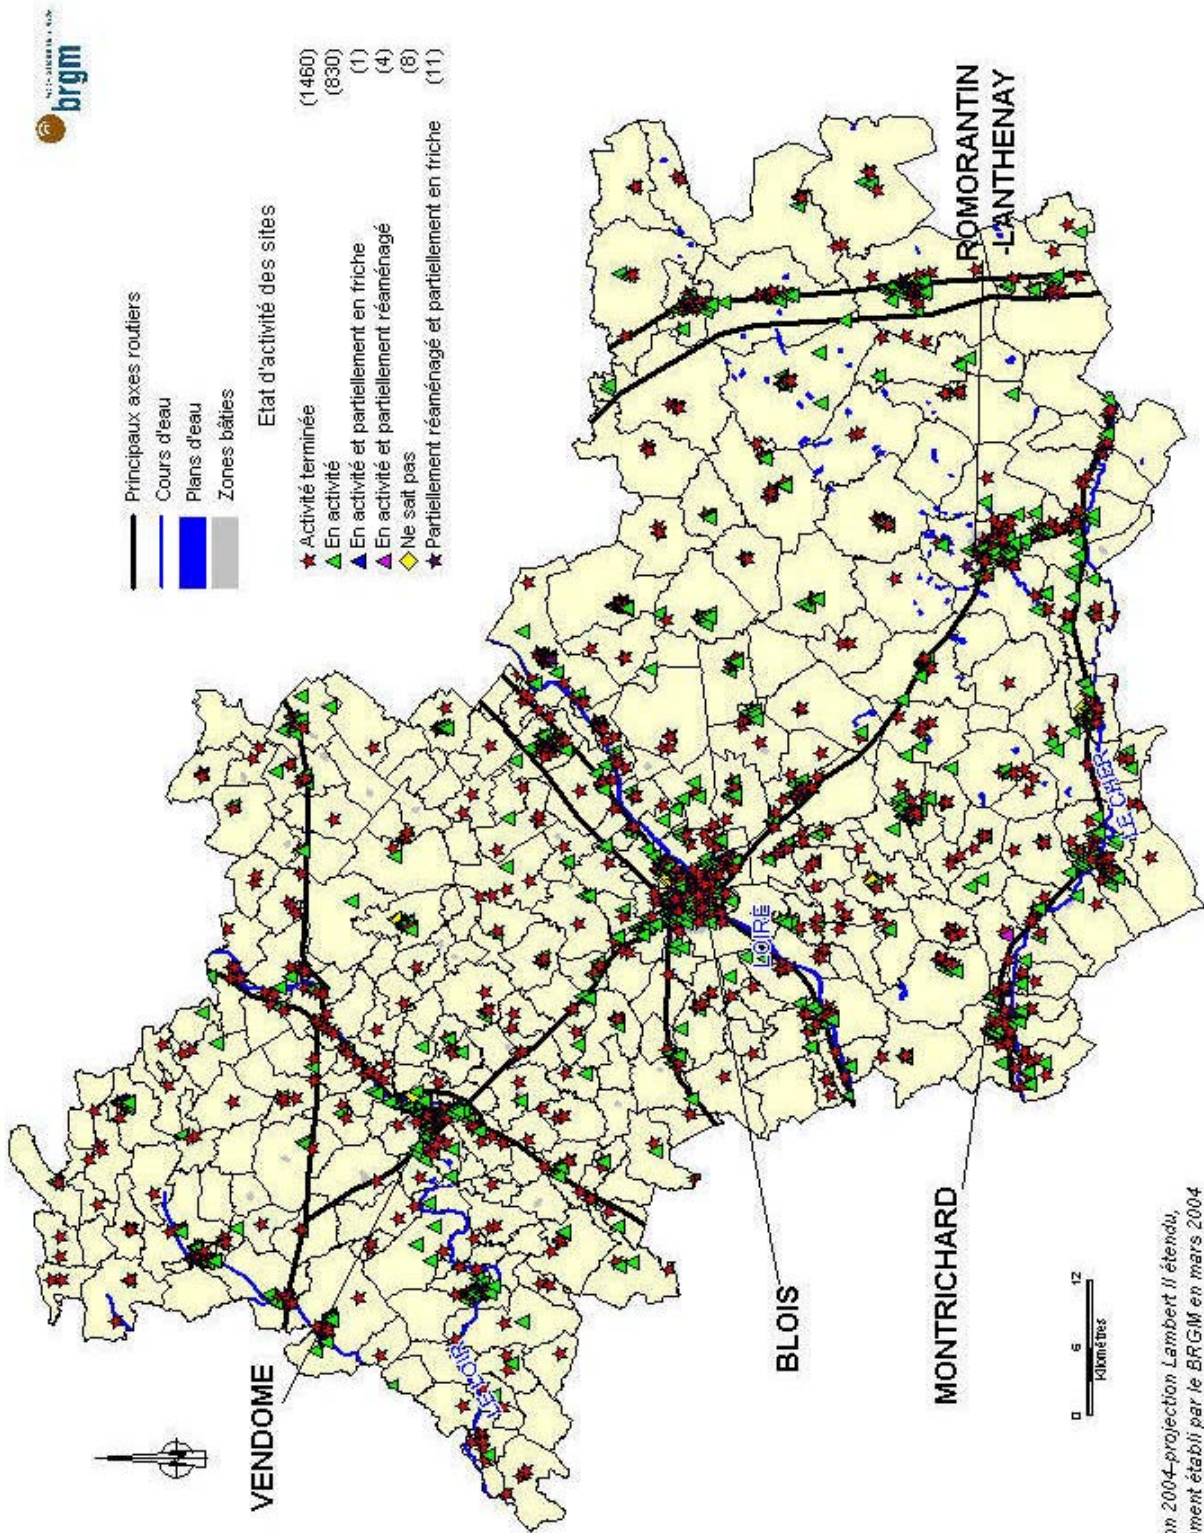 brgm
Principaux axes routiers
Cours d'eau
Plans d'eau
Zones bâties
Etat d'activité des sites
Activité terminée (1460)
En activité (830)
En activité et partiellement en friche (1)
En activité et partiellement réaménagé (4)
Ne sait pas (8)
Partiellement réaménagé et partiellement en friche (11)
VENDOME
LE LOIR
BLOIS
LOIRE
ROMORANTIN
-LANTHENAY
MONTRICHARD
LE CHER
N
0 6 12
Kilomètres
2004-projection Lambert II étendu,
établi par le BRGM en mars 2004